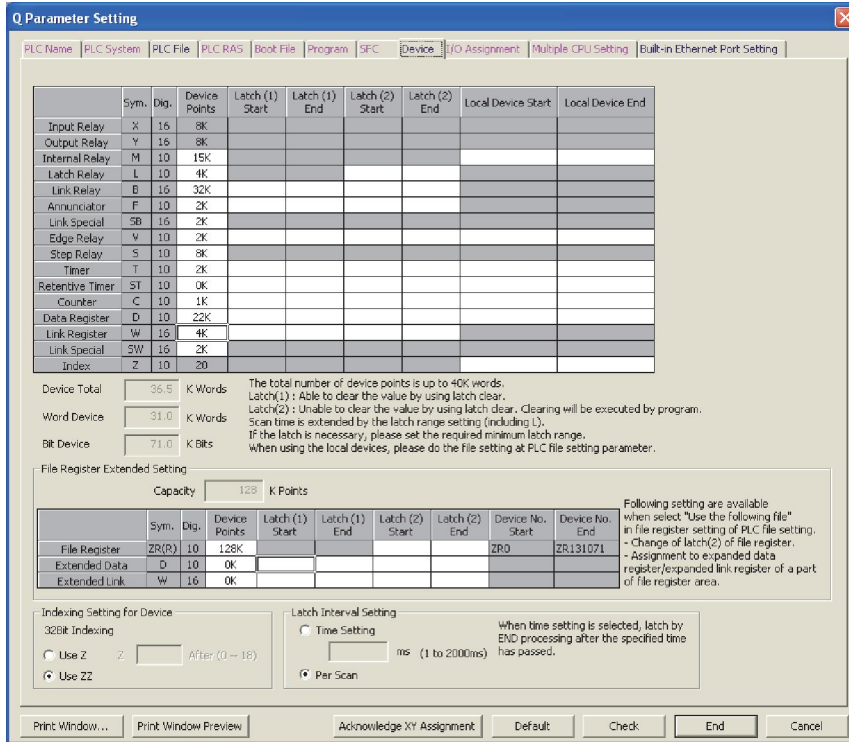 Q Parameter Setting
PLC Name PLC System PLC File PLC RAS Boot File Program SFC Device I/O Assignment Multiple CPU Setting Built-in Ethernet Port Setting
Sym. Dig. Device Points Latch (1) Start Latch (1) End Latch (2) Start Latch (2) End Local Device Start Local Device End
Input Relay X 16 8K
Output Relay Y 16 8K
Internal Relay M 10 15K
Latch Relay L 10 4K
Link Relay B 16 32K
Annunciator F 10 2K
Link Special SB 16 2K
Edge Relay V 10 2K
Step Relay S 10 8K
Timer T 10 2K
Retentive Timer ST 10 0K
Counter C 10 1K
Data Register D 10 22K
Link Register W 16 4K
Link Special SW 16 2K
Index Z 10 20
Device Total 36.5 K Words
Word Device 31.0 K Words
Bit Device 71.0 K Bits
The total number of device points is up to 40K words.
Latch(1) : Able to clear the value by using latch clear.
Latch(2) : Unable to clear the value by using latch clear. Clearing will be executed by program.
Scan time is extended by the latch range setting (including L).
If the latch is necessary, please set the required minimum latch range.
When using the local devices, please do the file setting at PLC file setting parameter.
File Register Extended Setting
Capacity 128 K Points
Sym. Dig. Device Points Latch (1) Start Latch (1) End Latch (2) Start Latch (2) End Device No. Start Device No. End
File Register ZR(R) 10 128K ZR0 ZR131071
Extended Data D 10 0K
Extended Link W 16 0K
Following setting are available
when select "Use the following file"
in file register setting of PLC file setting.
- Change of latch(2) of file register.
- Assignment to expanded data
register/expanded link register of a part
of file register area.
Indexing Setting for Device
32Bit Indexing
Use Z Z After (0 -- 18)
Use ZZ
Latch Interval Setting
Time Setting
ms (1 to 2000ms)
Per Scan
When time setting is selected, latch by
END processing after the specified time
has passed.
Print Window... Print Window Preview Acknowledge XY Assignment Default Check End Cancel